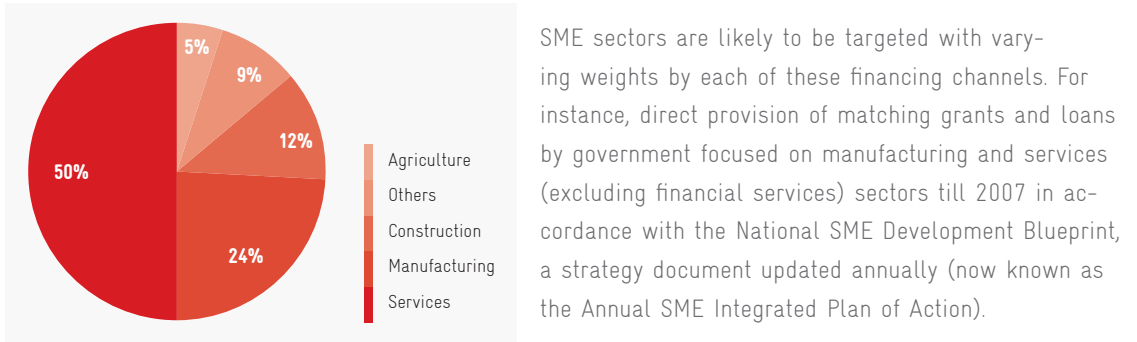 5%
9%
12%
24%
50%
Agriculture
Others
Construction
Manufacturing
Services
SME sectors are likely to be targeted with vary-
ing weights by each of these financing channels. For
instance, direct provision of matching grants and loans
by government focused on manufacturing and services
(excluding financial services) sectors till 2007 in ac-
cordance with the National SME Development Blueprint,
a strategy document updated annually (now known as
the Annual SME Integrated Plan of Action).